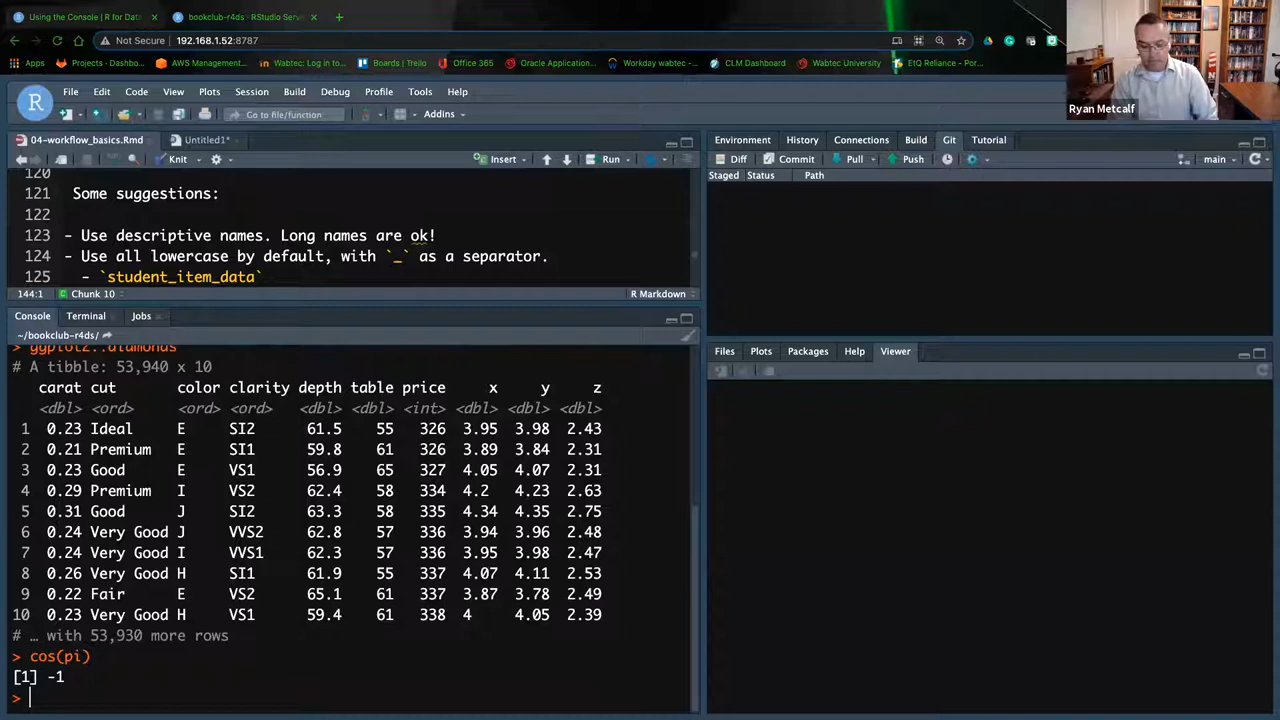 Using the Console | R for Dat
bookclub-r4ds - RStudio Serve
Not Secure 192.168.1.52:8787
Apps Projects - Dashbo... AWS Management... Wabtec: Log in to... Boards | Trello Office 365 Oracle Application... Workday wabtec -... CLM Dashboard Wabtec University EtQ Reliance - Por...
Ryan Metcalf
R File Edit Code View Plots Session Build Debug Profile Tools Help
Go to file/function Addins
04-workflow_basics.Rmd Untitled1*
Knit Insert Run
120
121 Some suggestions:
122
123 - Use descriptive names. Long names are ok!
124 - Use all lowercase by default, with `_` as a separator.
125 - `student_item_data`
144:1 Chunk 10 R Markdown
Console Terminal Jobs
~/bookclub-r4ds/
> ggplot2::diamonds
# A tibble: 53,940 x 10
carat cut color clarity depth table price x y z
<dbl> <ord> <ord> <ord> <dbl> <dbl> <int> <dbl> <dbl> <dbl>
1 0.23 Ideal E SI2 61.5 55 326 3.95 3.98 2.43
2 0.21 Premium E SI1 59.8 61 326 3.89 3.84 2.31
3 0.23 Good E VS1 56.9 65 327 4.05 4.07 2.31
4 0.29 Premium I VS2 62.4 58 334 4.2 4.23 2.63
5 0.31 Good J SI2 63.3 58 335 4.34 4.35 2.75
6 0.24 Very Good J VVS2 62.8 57 336 3.94 3.96 2.48
7 0.24 Very Good I VVS1 62.3 57 336 3.95 3.98 2.47
8 0.26 Very Good H SI1 61.9 55 337 4.07 4.11 2.53
9 0.22 Fair E VS2 65.1 61 337 3.87 3.78 2.49
10 0.23 Very Good H VS1 59.4 61 338 4 4.05 2.39
# … with 53,930 more rows
> cos(pi)
[1] -1
>
Environment History Connections Build Git Tutorial
Diff Commit Pull Push main
Staged Status Path
Files Plots Packages Help Viewer